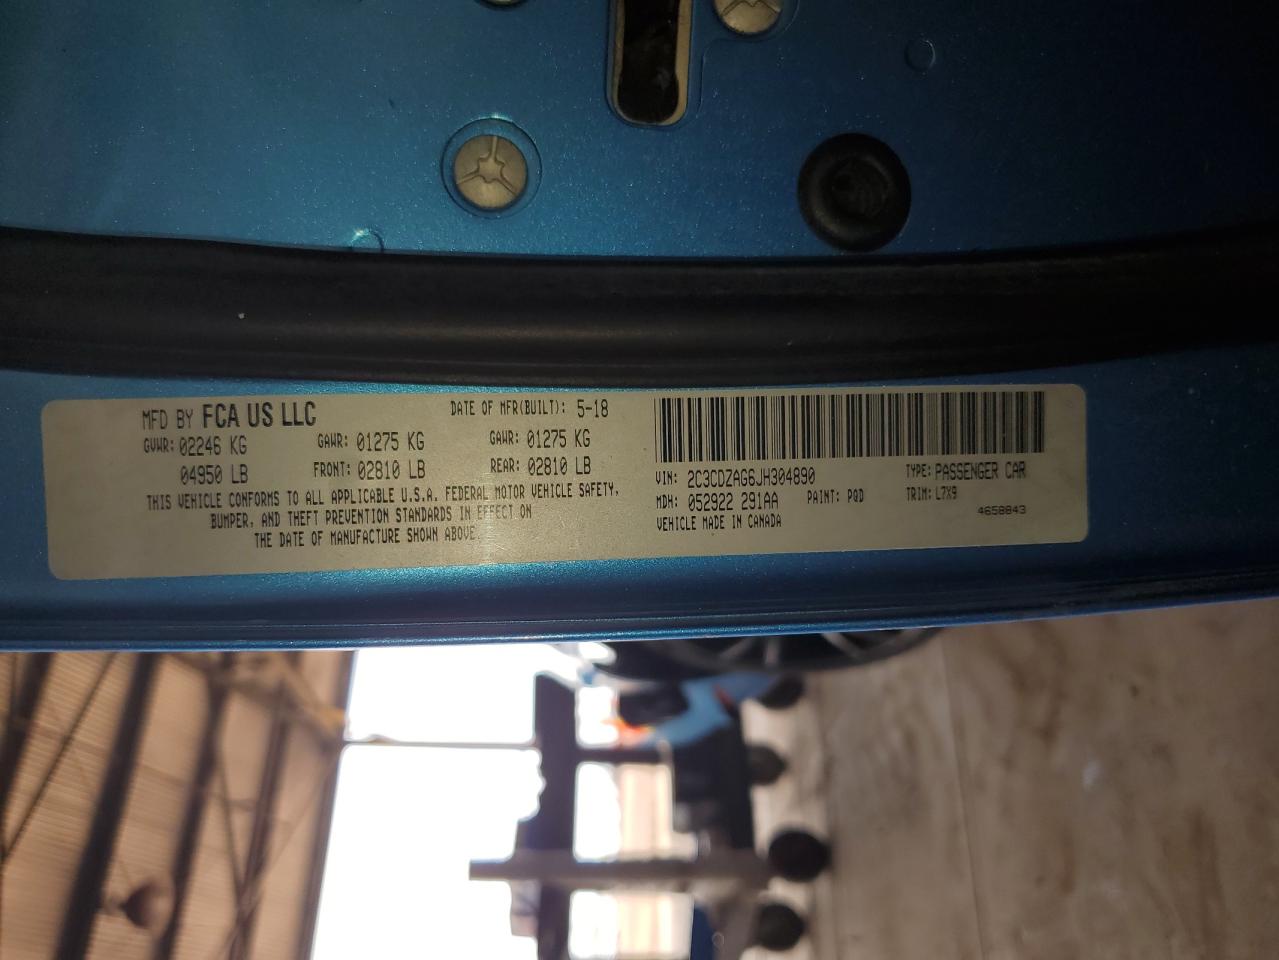 MFD BY FCA US LLC
DATE OF MFR(BUILT): 5-18
GVWR: 02246 KG
GAWR: 01275 KG
GAWR: 01275 KG
04950 LB
FRONT: 02810 LB
REAR: 02810 LB
THIS VEHICLE CONFORMS TO ALL APPLICABLE U.S.A. FEDERAL MOTOR VEHICLE SAFETY,
BUMPER, AND THEFT PREVENTION STANDARDS IN EFFECT ON
THE DATE OF MANUFACTURE SHOWN ABOVE.
VIN: 2C3CDZAG6JH304890
TYPE: PASSENGER CAR
MDH: 052922 291AA
PAINT: PQD
TRIM: L7X9
VEHICLE MADE IN CANADA
4658843